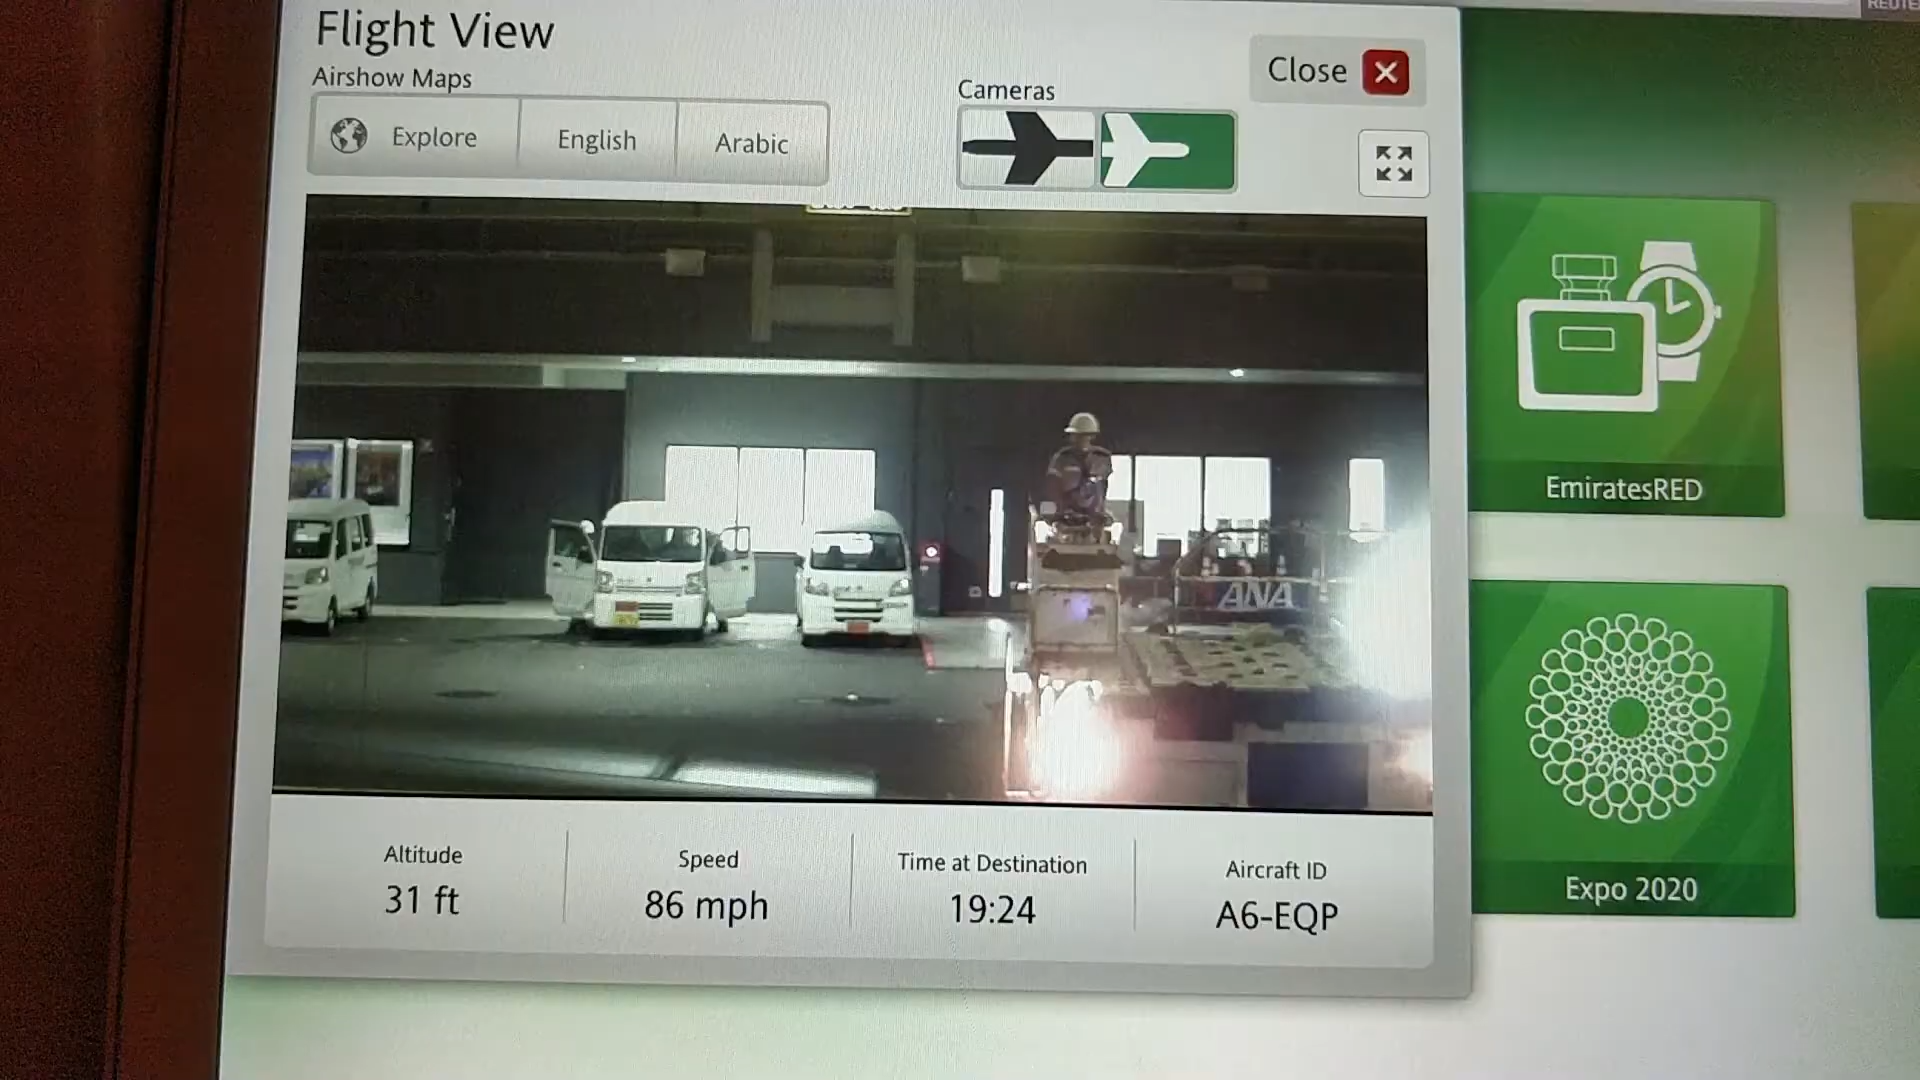 Flight View
Airshow Maps
Explore
English
Arabic
Cameras
Close
ANA
Altitude
31 ft
Speed
86 mph
Time at Destination
19:24
Aircraft ID
A6-EQP
EmiratesRED
Expo 2020